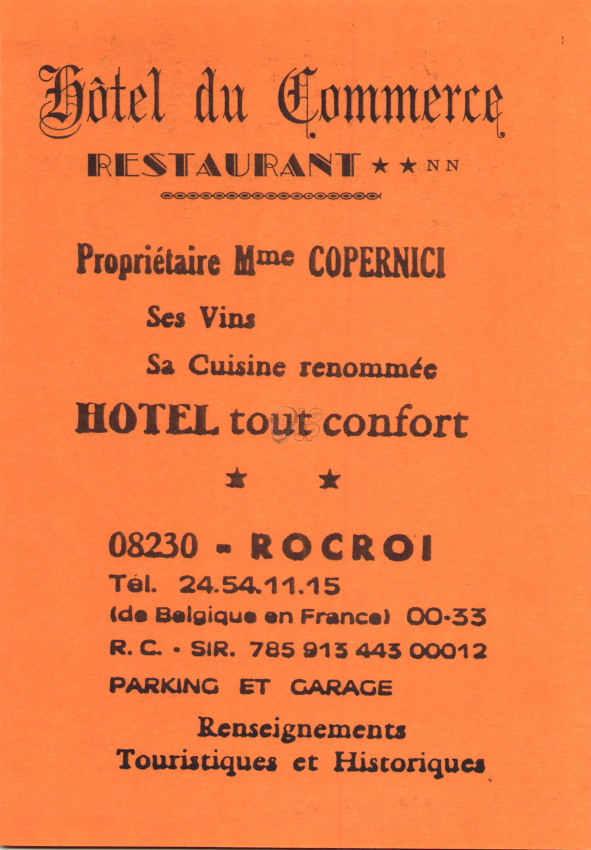 Hôtel du Commerce
RESTAURANT ★ ★ NN
Propriétaire Mme COPERNICI
Ses Vins
Sa Cuisine renommée
HOTEL tout confort
★ ★
08230 - ROCROI
Tél. 24.54.11.15
(de Belgique en France) 00-33
R. C. - SIR. 785 913 443 00012
PARKING ET GARAGE
Renseignements
Touristiques et Historiques